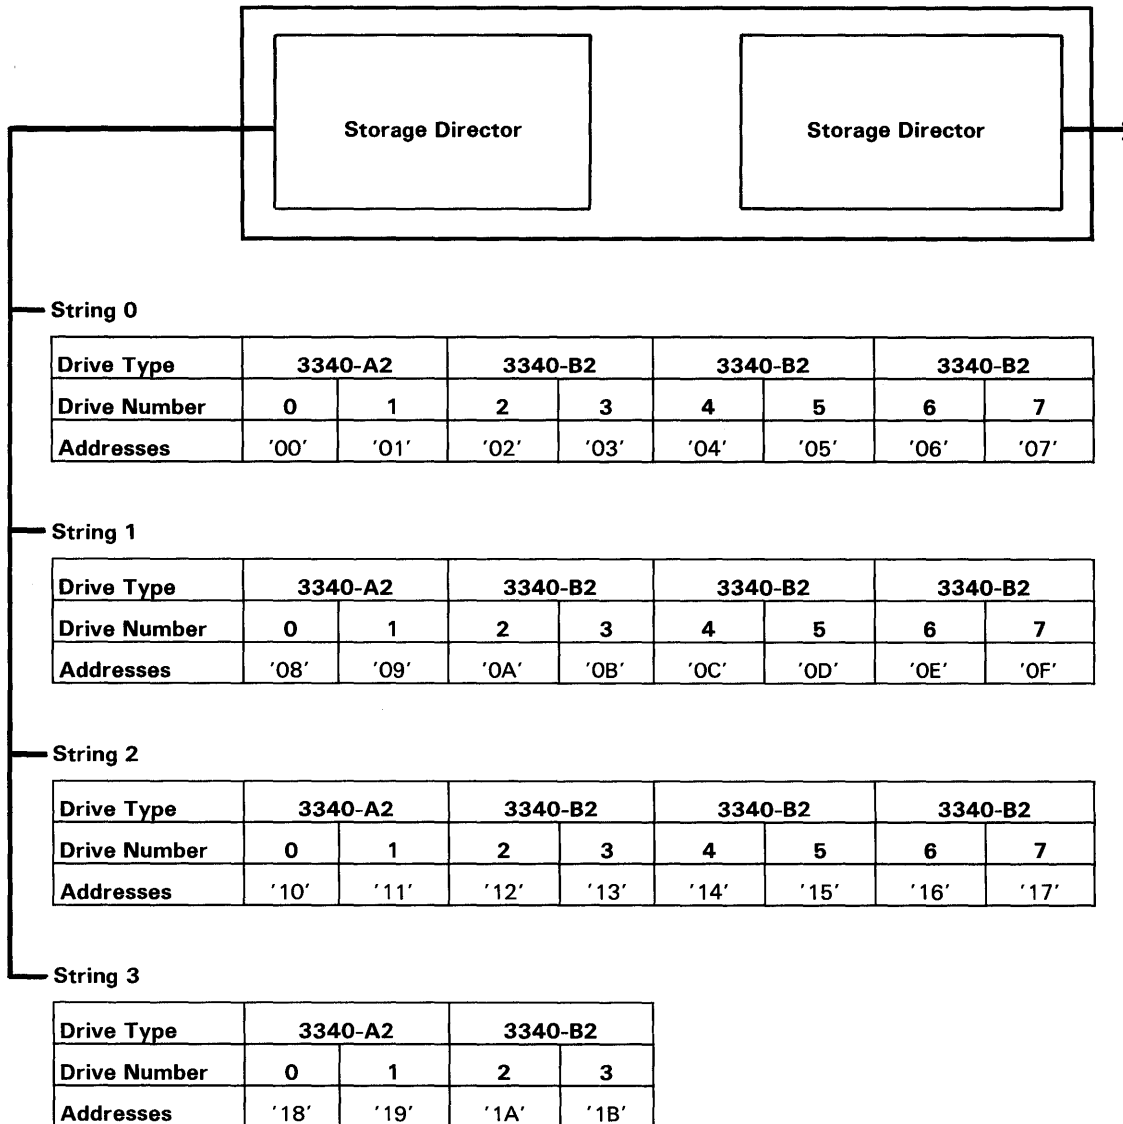 Storage Director Storage Director
String 0
Drive Type 3340-A2 3340-B2 3340-B2 3340-B2
Drive Number 0 1 2 3 4 5 6 7
Addresses '00' '01' '02' '03' '04' '05' '06' '07'
String 1
Drive Type 3340-A2 3340-B2 3340-B2 3340-B2
Drive Number 0 1 2 3 4 5 6 7
Addresses '08' '09' '0A' '0B' '0C' '0D' '0E' '0F'
String 2
Drive Type 3340-A2 3340-B2 3340-B2 3340-B2
Drive Number 0 1 2 3 4 5 6 7
Addresses '10' '11' '12' '13' '14' '15' '16' '17'
String 3
Drive Type 3340-A2 3340-B2
Drive Number 0 1 2 3
Addresses '18' '19' '1A' '1B'